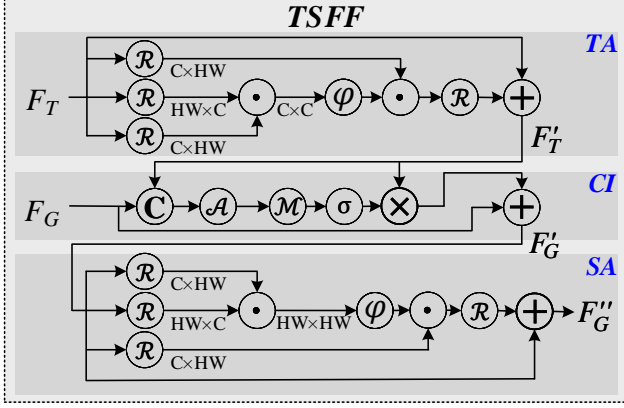 TSFF
TA
R
C×HW
F_T R HW×C · C×C φ · R +
R
C×HW
F'_T
CI
F_G C A M σ × +
F'_G
SA
R
C×HW
R HW×C · HW×HW φ · R + F''_G
R
C×HW